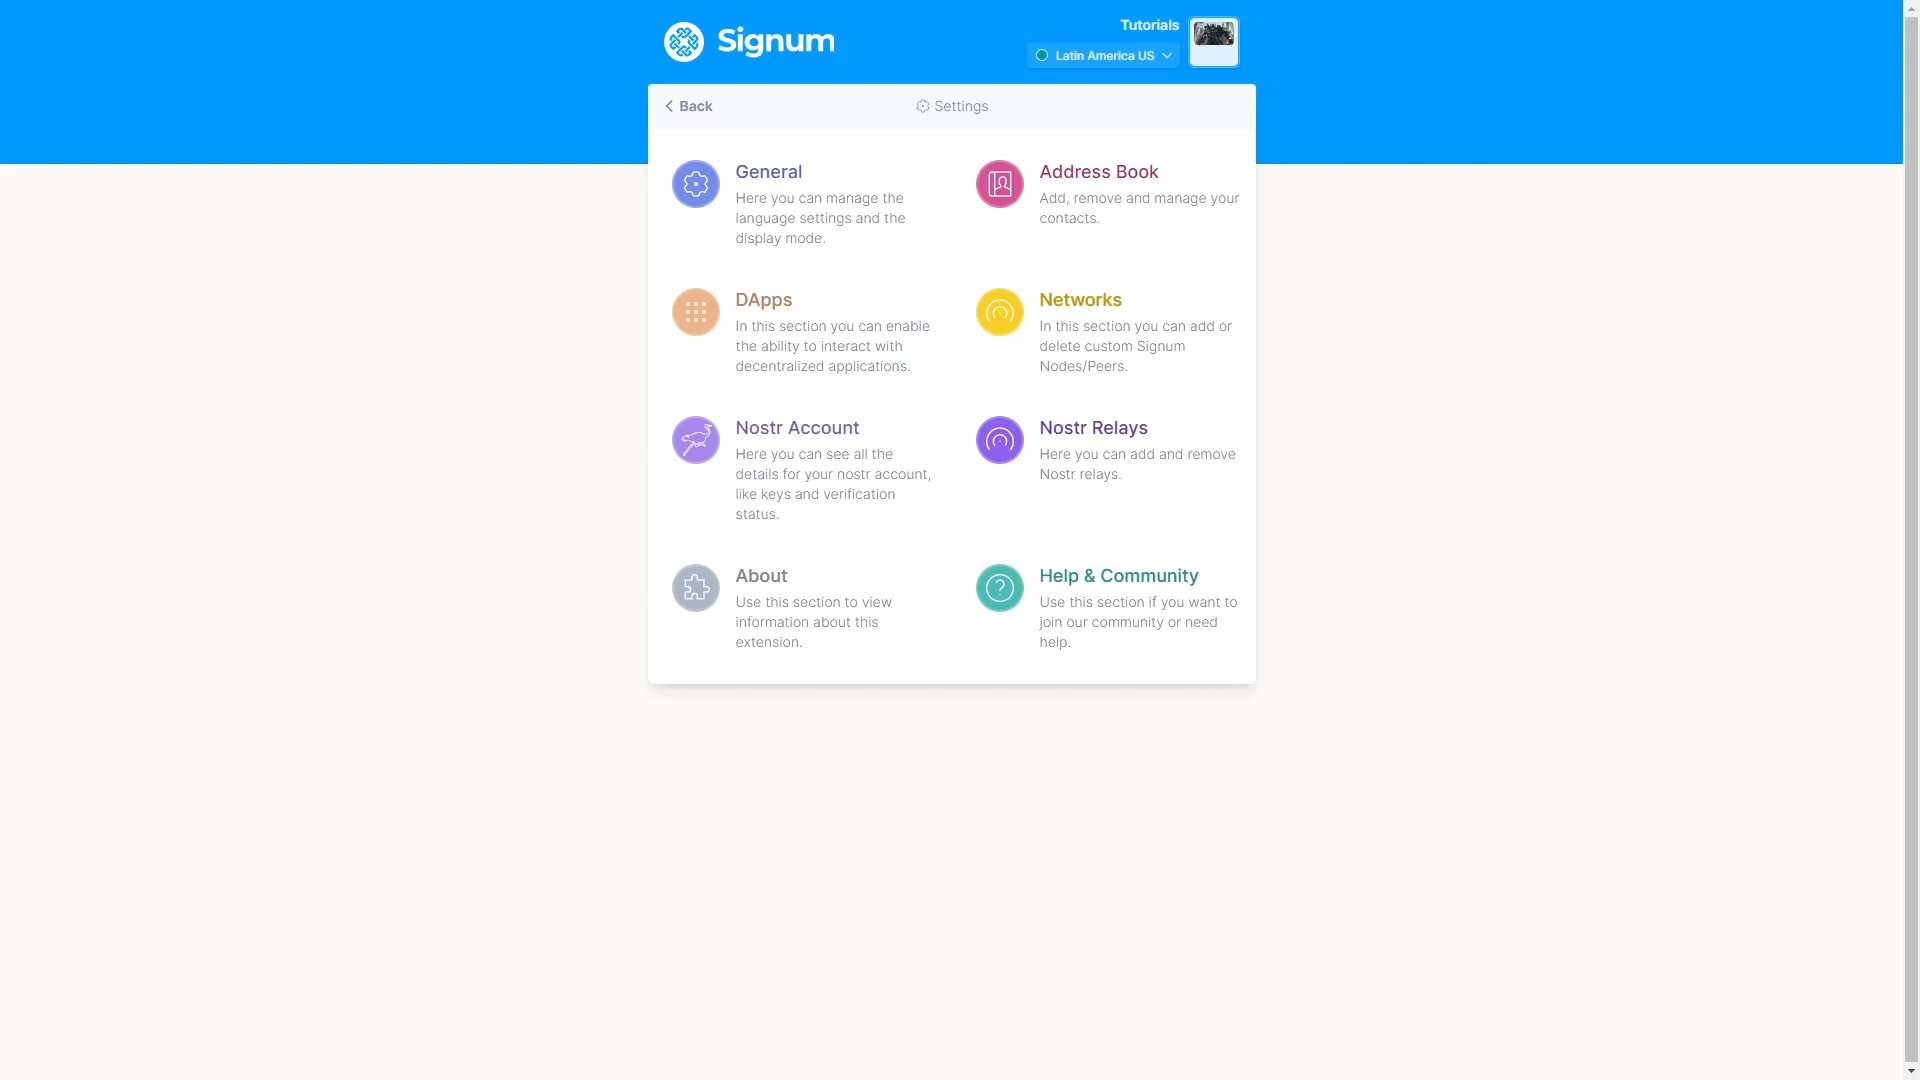 Signum
Tutorials
Latin America US
Back
Settings
General
Here you can manage the
language settings and the
display mode.
Address Book
Add, remove and manage your
contacts.
DApps
In this section you can enable
the ability to interact with
decentralized applications.
Networks
In this section you can add or
delete custom Signum
Nodes/Peers.
Nostr Account
Here you can see all the
details for your nostr account,
like keys and verification
status.
Nostr Relays
Here you can add and remove
Nostr relays.
About
Use this section to view
information about this
extension.
Help & Community
Use this section if you want to
join our community or need
help.